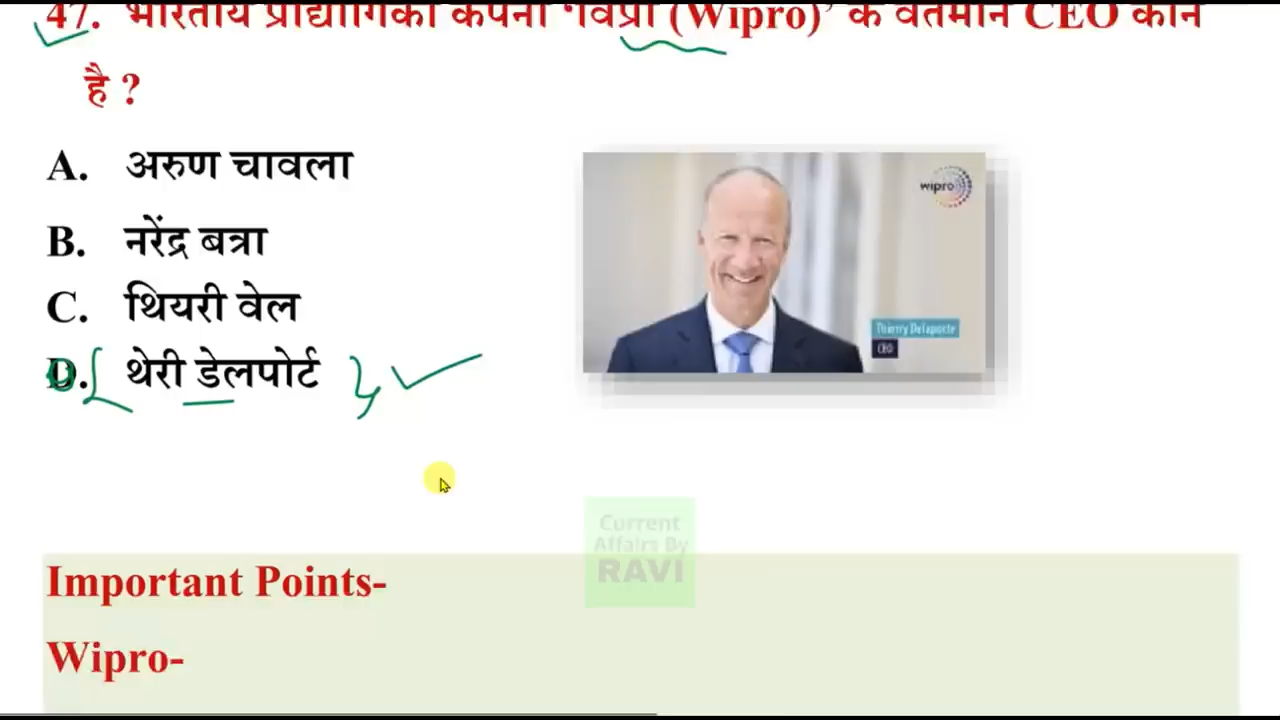 47. भारतीय प्रौद्योगिकी कंपनी ‘विप्रो (Wipro)’ के वर्तमान CEO कौन
है ?
A. अरुण चावला
B. नरेंद्र बत्रा
C. थियरी वेल
D. थेरी डेलपोर्ट
wipro
Thierry Delaporte
CEO
Current
Affairs By
RAVI
Important Points-
Wipro-